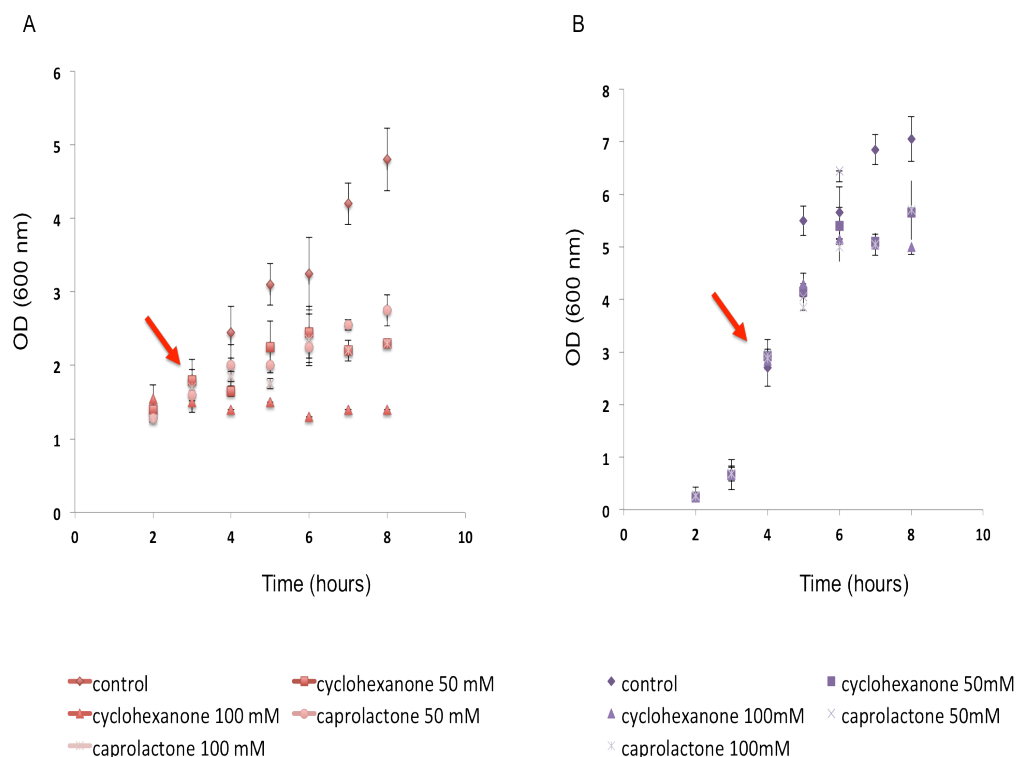 A
B
6
5
4
3
2
1
0
0 2 4 6 8 10
OD (600 nm)
Time (hours)
8
7
6
5
4
3
2
1
0
0 2 4 6 8 10
OD (600 nm)
Time (hours)
control
cyclohexanone 50 mM
cyclohexanone 100 mM
caprolactone 50 mM
caprolactone 100 mM
control
cyclohexanone 50mM
cyclohexanone 100mM
caprolactone 50mM
caprolactone 100mM